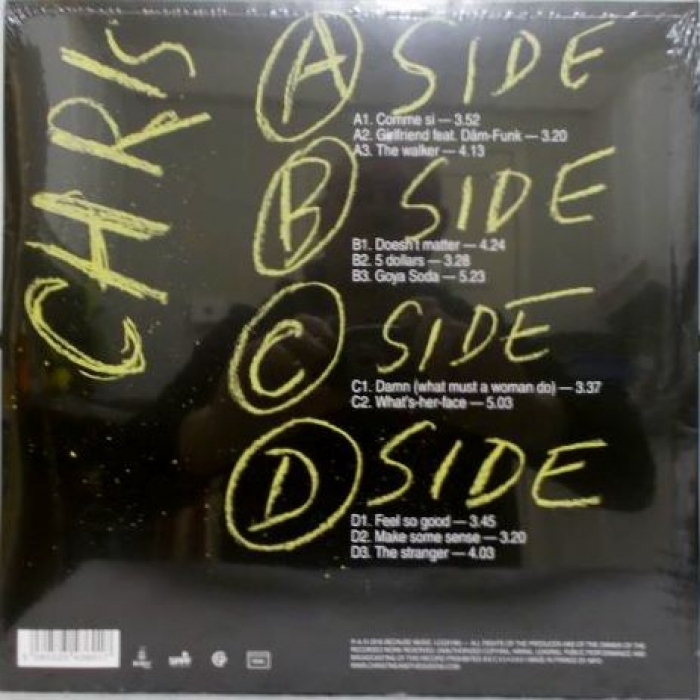 CHRIS
A SIDE
A1. Comme si — 3.52
A2. Girlfriend feat. Dâm-Funk — 3.20
A3. The walker — 4.13
B SIDE
B1. Doesn't matter — 4.24
B2. 5 dollars — 3.28
B3. Goya Soda — 5.23
C SIDE
C1. Damn (what must a woman do) — 3.37
C2. What's-her-face — 5.03
D SIDE
D1. Feel so good — 3.45
D2. Make some sense — 3.20
D3. The stranger — 4.03